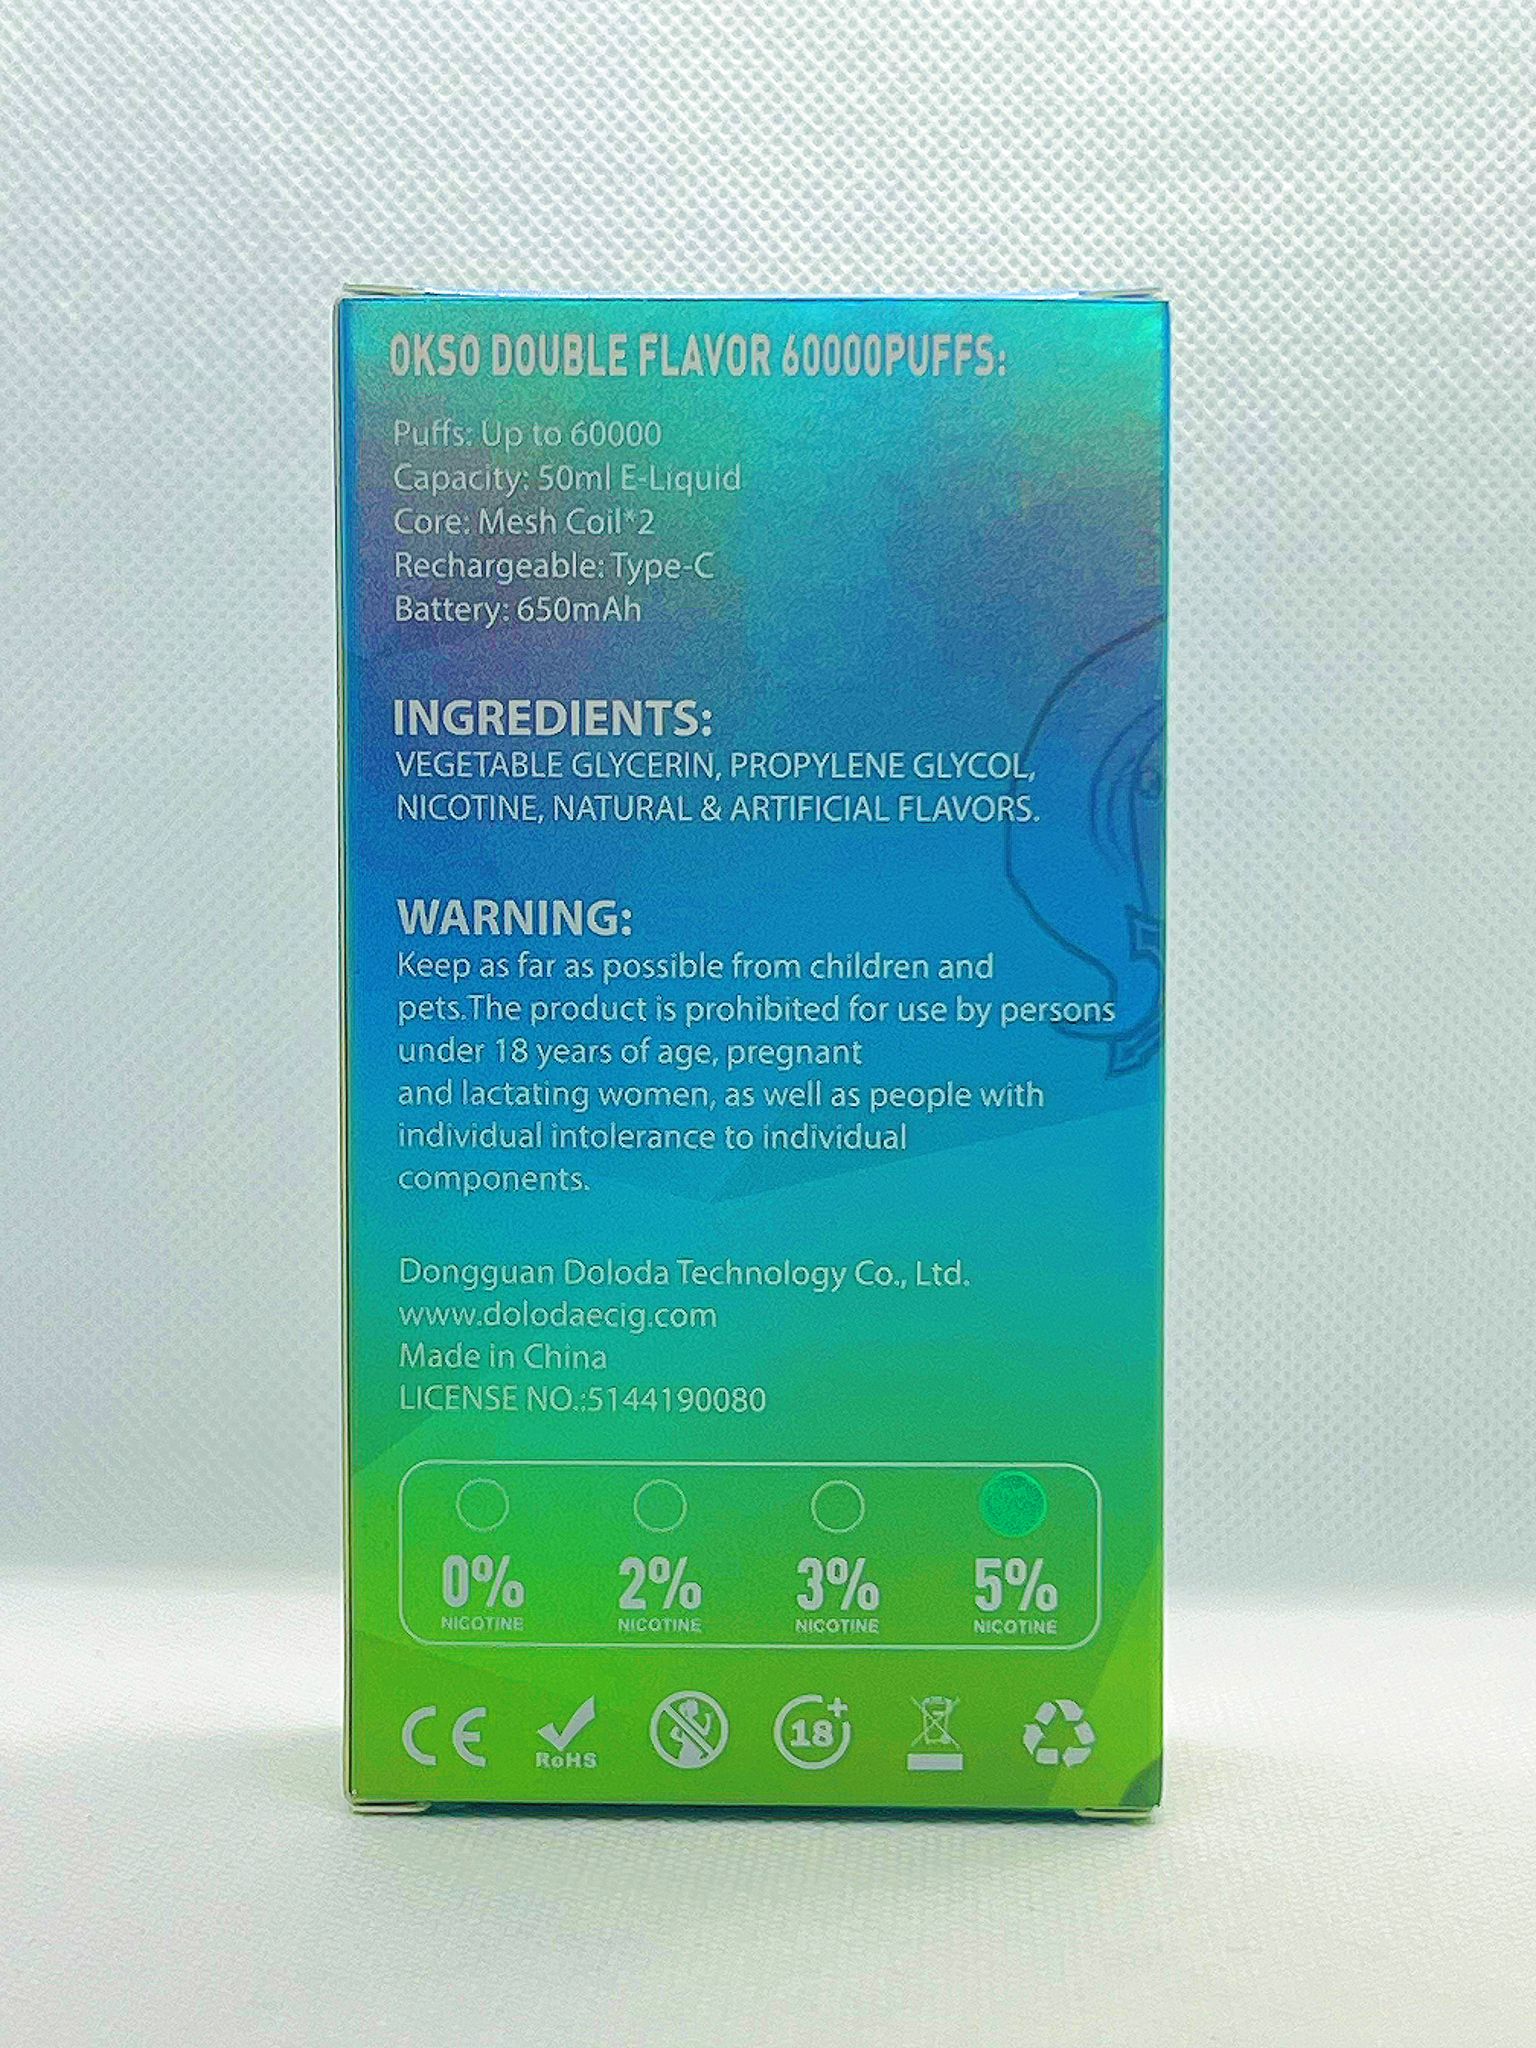 OKSO DOUBLE FLAVOR 60000PUFFS:
Puffs: Up to 60000
Capacity: 50ml E-Liquid
Core: Mesh Coil*2
Rechargeable: Type-C
Battery: 650mAh
INGREDIENTS:
VEGETABLE GLYCERIN, PROPYLENE GLYCOL,
NICOTINE, NATURAL & ARTIFICIAL FLAVORS.
WARNING:
Keep as far as possible from children and
pets.The product is prohibited for use by persons
under 18 years of age, pregnant
and lactating women, as well as people with
individual intolerance to individual
components.
Dongguan Doloda Technology Co., Ltd.
www.dolodaecig.com
Made in China
LICENSE NO.:5144190080
0% 2% 3% 5%
NICOTINE NICOTINE NICOTINE NICOTINE
CE RoHS 18+